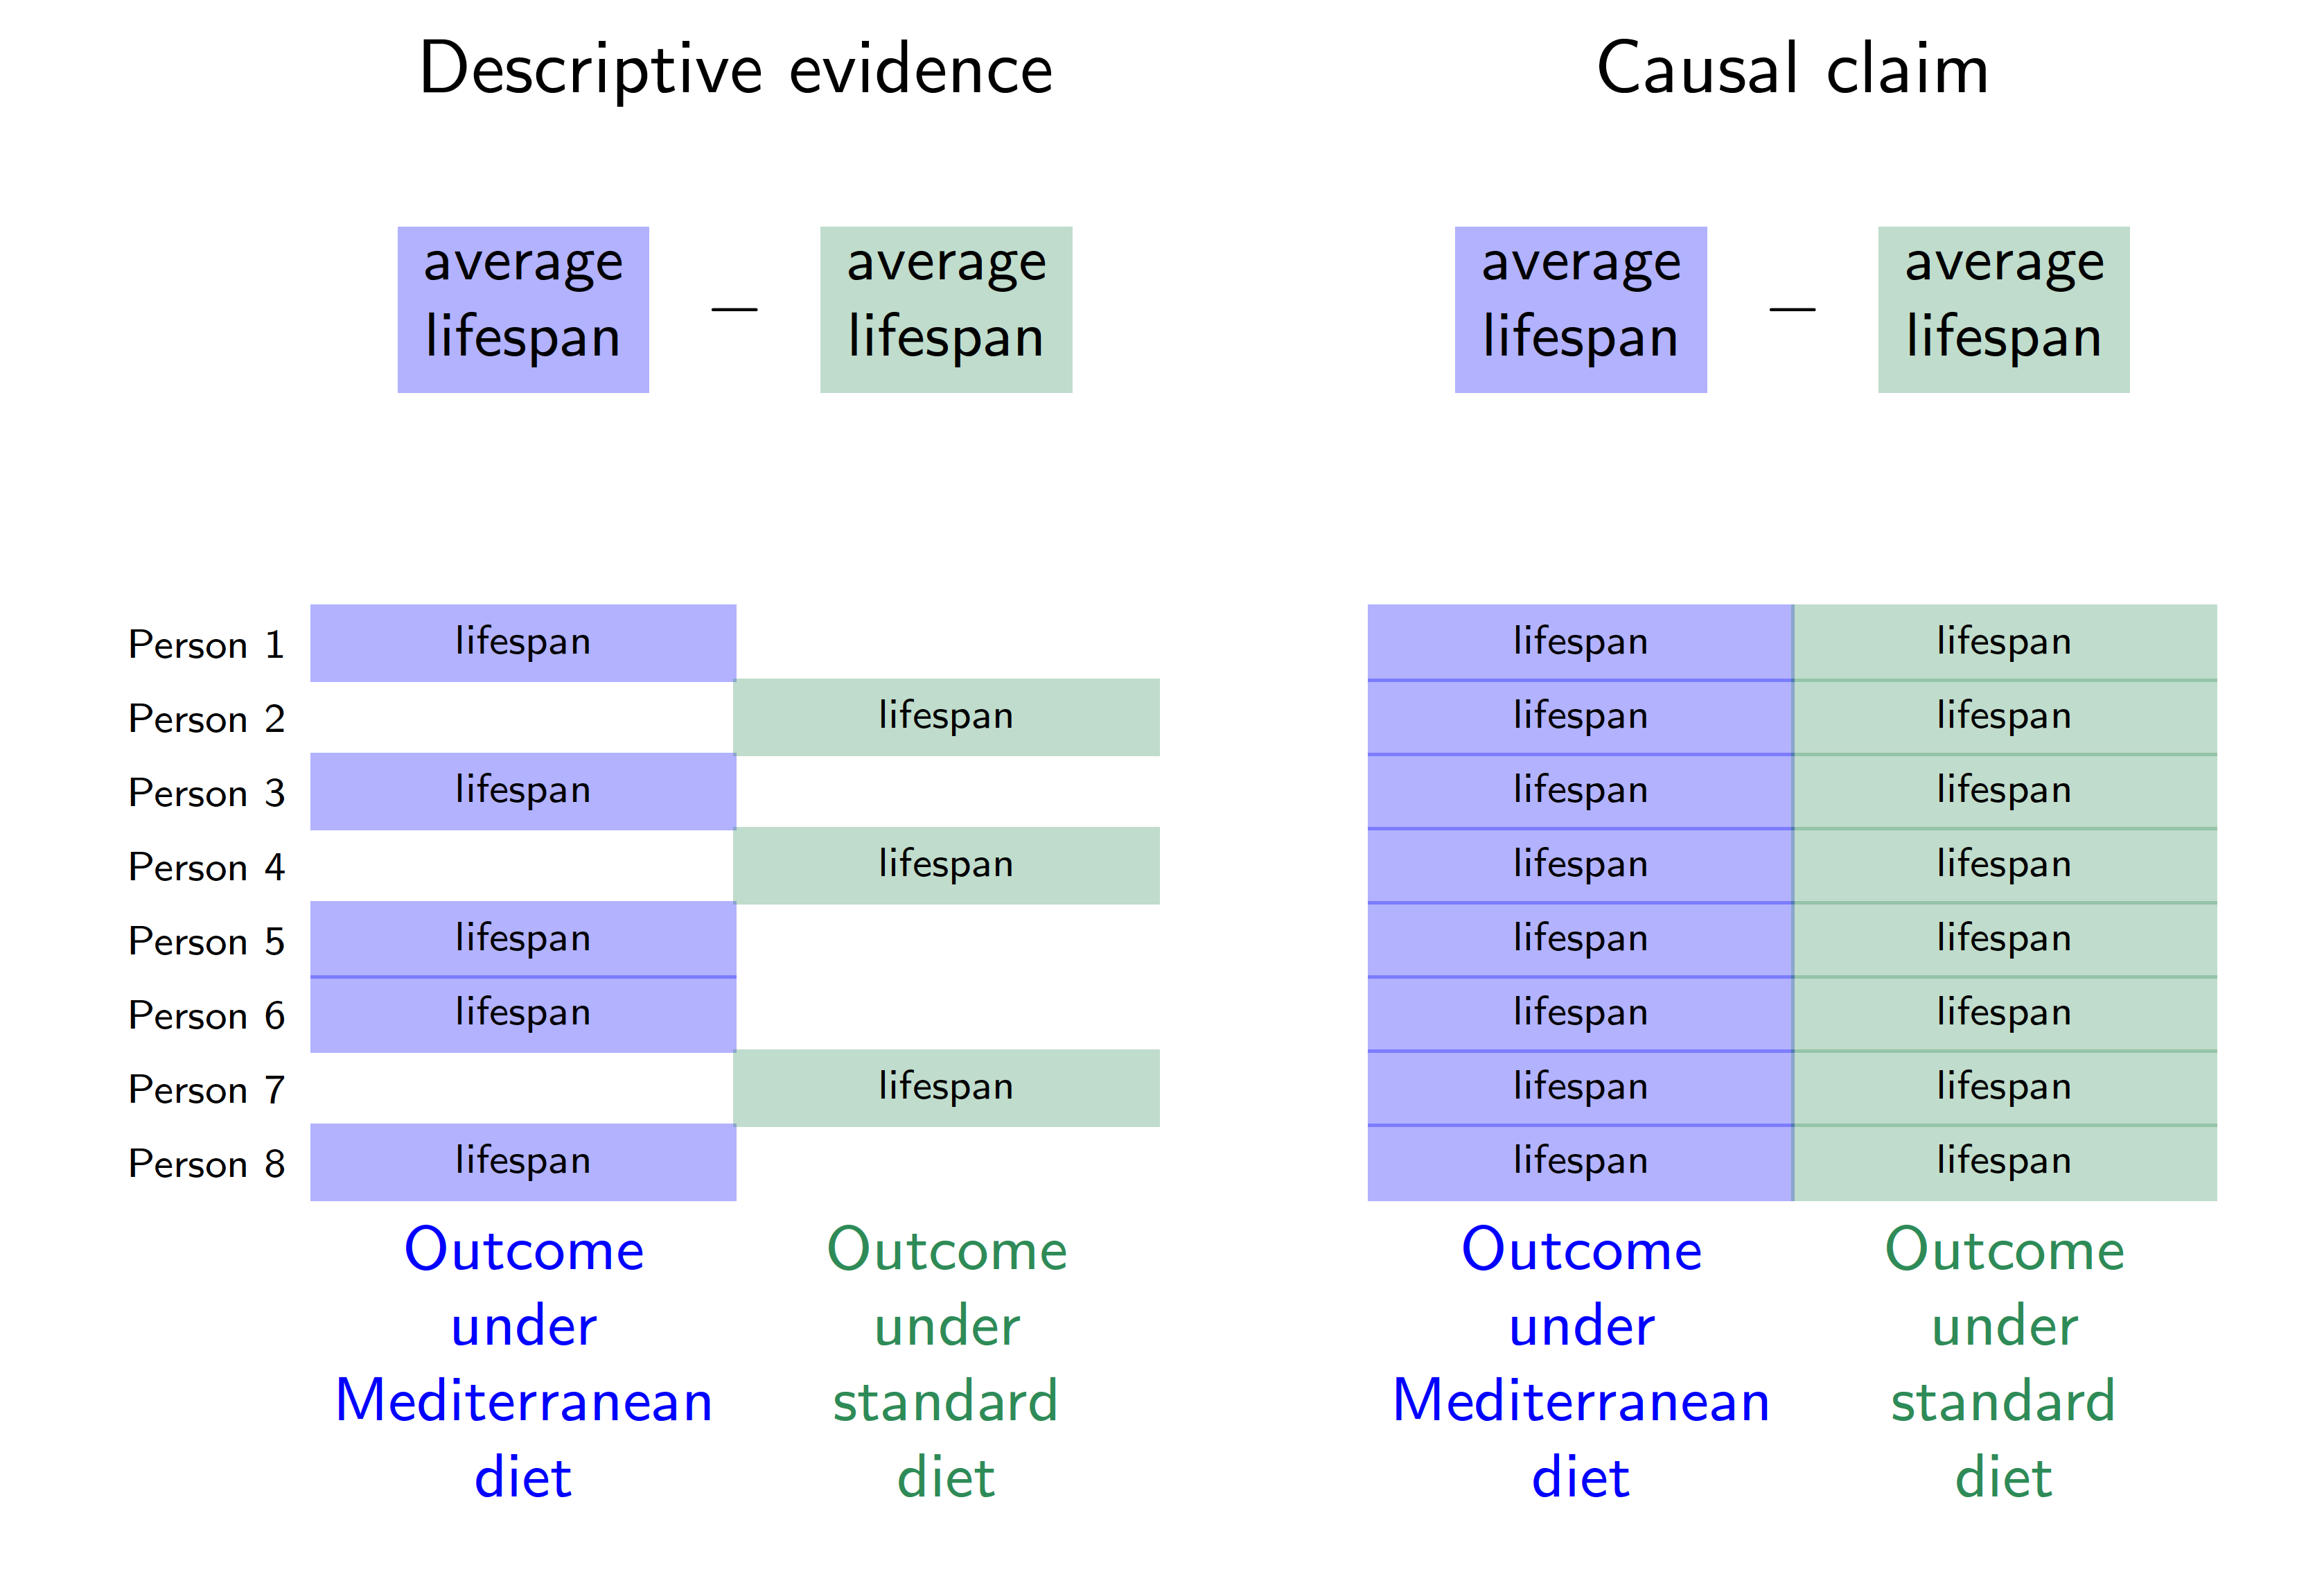 Descriptive evidence
average
lifespan
—
average
lifespan
Person 1 lifespan
Person 2 lifespan
Person 3 lifespan
Person 4 lifespan
Person 5 lifespan
Person 6 lifespan
Person 7 lifespan
Person 8 lifespan
Outcome
under
Mediterranean
diet
Outcome
under
standard
diet
Causal claim
average
lifespan
—
average
lifespan
lifespan lifespan
lifespan lifespan
lifespan lifespan
lifespan lifespan
lifespan lifespan
lifespan lifespan
lifespan lifespan
lifespan lifespan
Outcome
under
Mediterranean
diet
Outcome
under
standard
diet